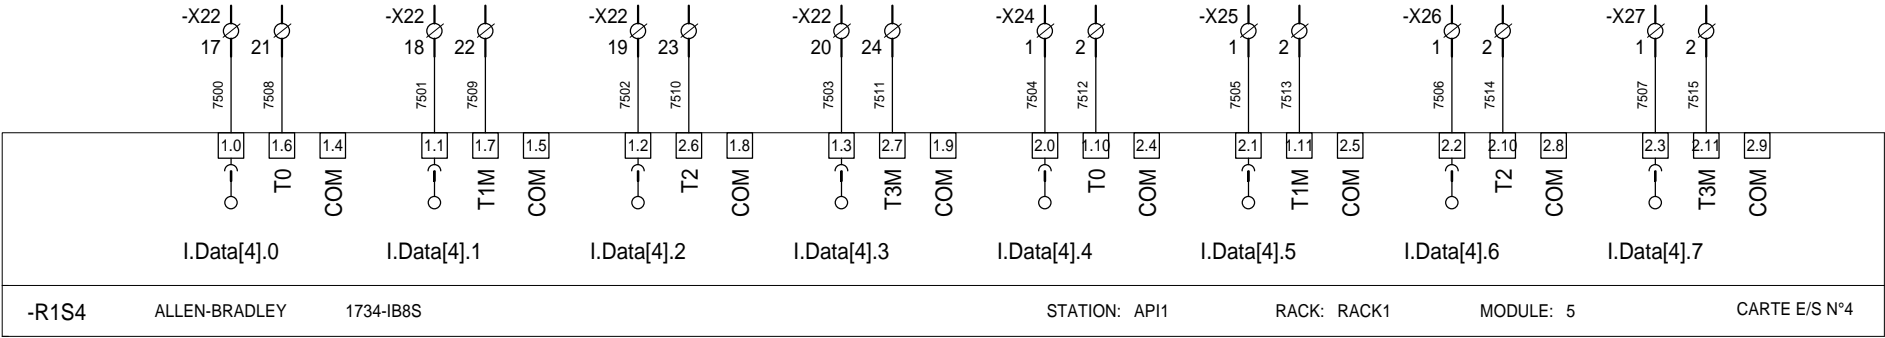 -X22 -X22 -X22 -X22 -X24 -X25 -X26 -X27
17 21 18 22 19 23 20 24 1 2 1 2 1 2 1 2
7500 7508 7501 7509 7502 7510 7503 7511 7504 7512 7505 7513 7506 7514 7507 7515
1.0 1.6 1.4 1.1 1.7 1.5 1.2 2.6 1.8 1.3 2.7 1.9 2.0 1.10 2.4 2.1 1.11 2.5 2.2 2.10 2.8 2.3 2.11 2.9
T0 COM T1M COM T2 COM T3M COM T0 COM T1M COM T2 COM T3M COM
I.Data[4].0 I.Data[4].1 I.Data[4].2 I.Data[4].3 I.Data[4].4 I.Data[4].5 I.Data[4].6 I.Data[4].7
-R1S4 ALLEN-BRADLEY 1734-IB8S STATION: API1 RACK: RACK1 MODULE: 5 CARTE E/S N°4